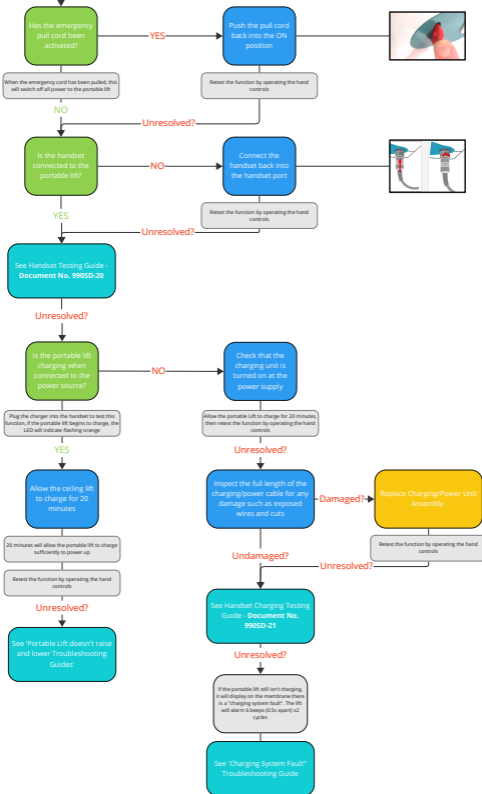 Has the emergency
pull cord been
activated?
YES
Push the pull cord
back into the ON
position
When the emergency cord has been pulled, this
will switch off all power to the portable lift
Retest the function by operating the hand
controls
NO
Unresolved?
Is the handset
connected to the
portable lift?
NO
Connect the
handset back into
the handset port
YES
Retest the function by operating the hand
controls
Unresolved?
See Handset Testing Guide -
Document No. 990SD-20
Unresolved?
Is the portable lift
charging when
connected to the
power source?
NO
Check that the
charging unit is
turned on at the
power supply
Plug the charger into the handset to test this
function, if the portable lift begins to charge, the
LED will indicate flashing orange
Allow the portable Lift to charge for 20 minutes,
then retest the function by operating the hand
controls
YES
Unresolved?
Allow the ceiling lift
to charge for 20
minutes
Inspect the full length of the
charging/power cable for any
damage such as exposed
wires and cuts
Damaged?
Replace Charging/Power Unit
Assembly.
20 minutes will allow the portable lift to charge
sufficiently to power up
Retest the function by operating the hand
controls
Undamaged?
Unresolved?
Retest the function by operating the hand
controls
Unresolved?
See Handset Charging Testing
Guide - Document No.
990SD-21
See 'Portable Lift doesn't raise
and lower Troubleshooting
Guides'
Unresolved?
If the portable lift still isn't charging,
it will display on the membrane there
is a "charging system fault". The lift
will alarm 6 beeps (0.5s apart) x2
cycles
See 'Charging System Fault"
Troubleshooting Guide